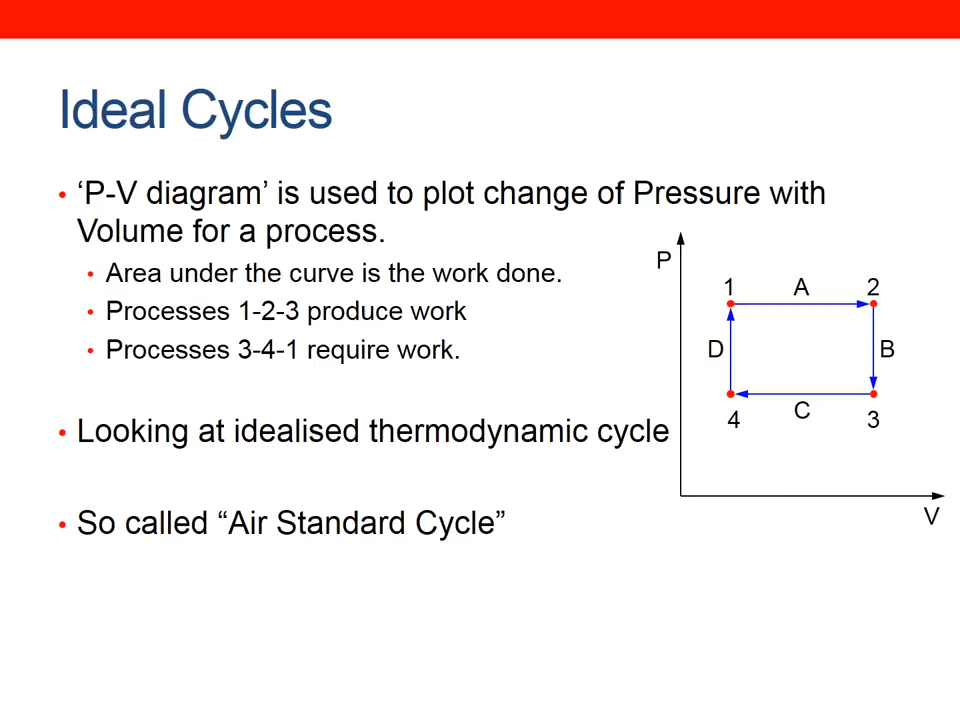 Ideal Cycles
• ‘P-V diagram’ is used to plot change of Pressure with
Volume for a process.
• Area under the curve is the work done.
• Processes 1-2-3 produce work
• Processes 3-4-1 require work.
• Looking at idealised thermodynamic cycle
• So called “Air Standard Cycle”
P
1 A 2
D B
4 C 3
V